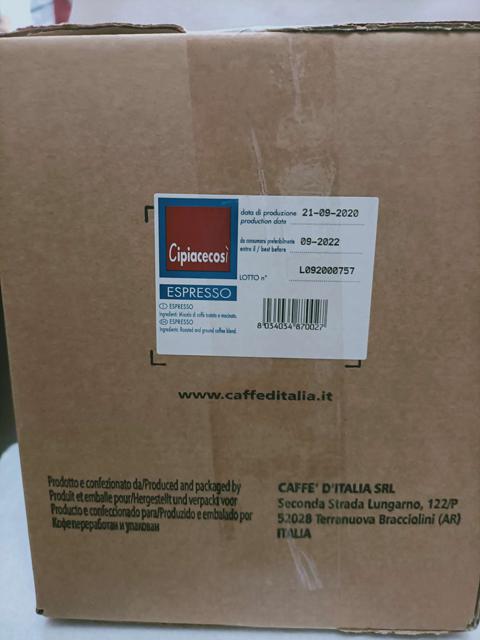 Cipiacecosì
ESPRESSO
data di produzione 21-09-2020
production date
da consumarsi preferibilmente 09-2022
entro il / best before
LOTTO n° L092000757
I ESPRESSO
Ingredienti: Miscela di caffè tostato e macinato.
GB ESPRESSO
Ingredients: Roasted and ground coffee blend.
8 034034 870027
www.caffeditalia.it
Prodotto e confezionato da/Produced and packaged by
Produit et emballe pour/Hergestellt und verpackt voor
Producto e confeccionado para/Produzido e embalado por
Кофе переработан и упакован
CAFFE' D'ITALIA SRL
Seconda Strada Lungarno, 122/P
52028 Terranuova Bracciolini (AR)
ITALIA